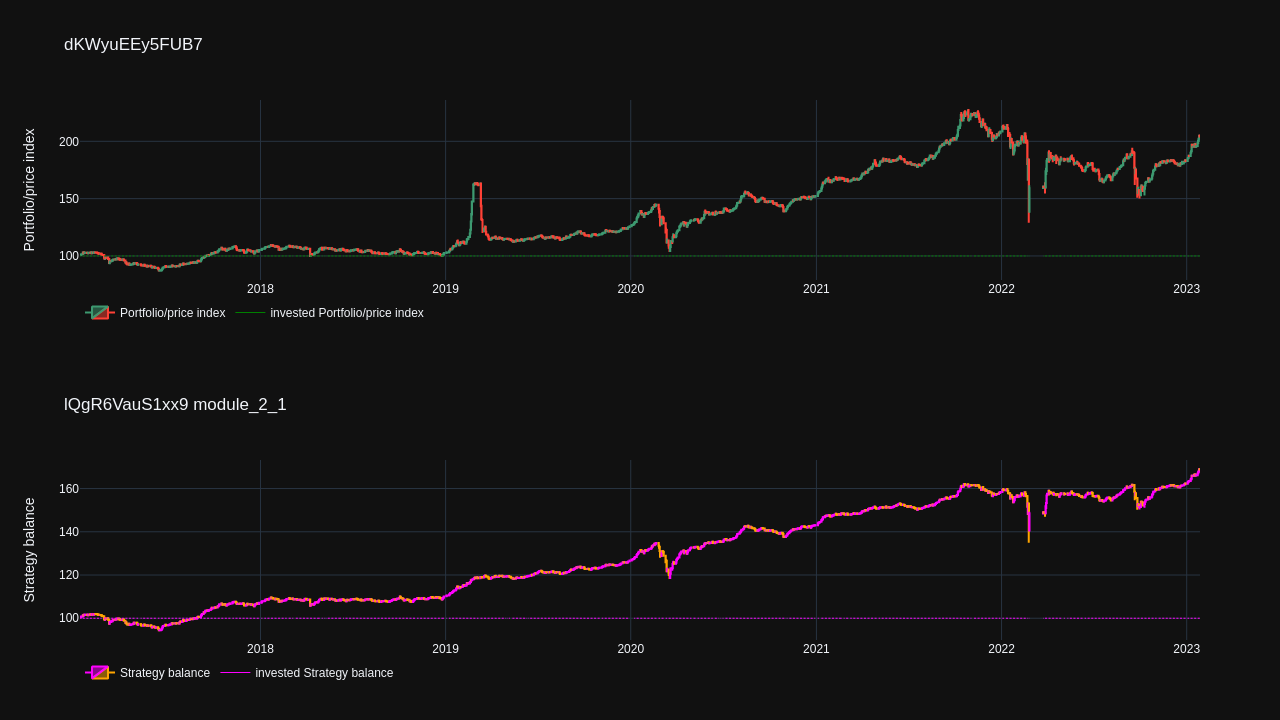 dKWyuEEy5FUB7
Portfolio/price index
200
150
100
2018
2019
2020
2021
2022
2023
Portfolio/price index
invested Portfolio/price index
lQgR6VauS1xx9 module_2_1
Strategy balance
160
140
120
100
2018
2019
2020
2021
2022
2023
Strategy balance
invested Strategy balance